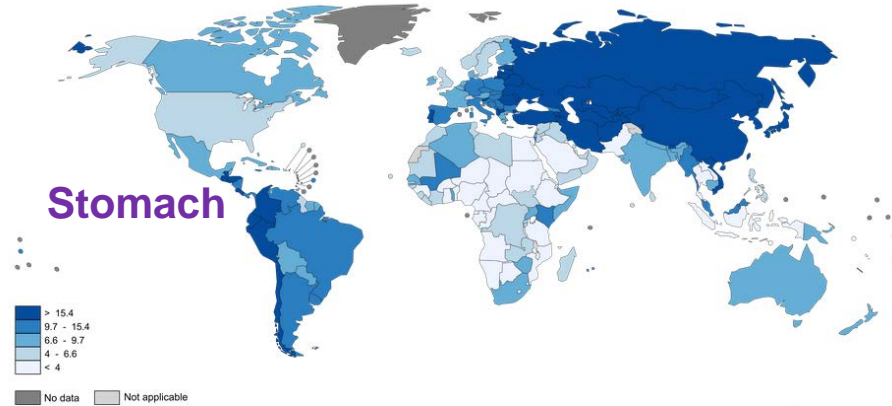 Stomach
> 15.4
9.7 - 15.4
6.6 - 9.7
4 - 6.6
< 4
No data
Not applicable